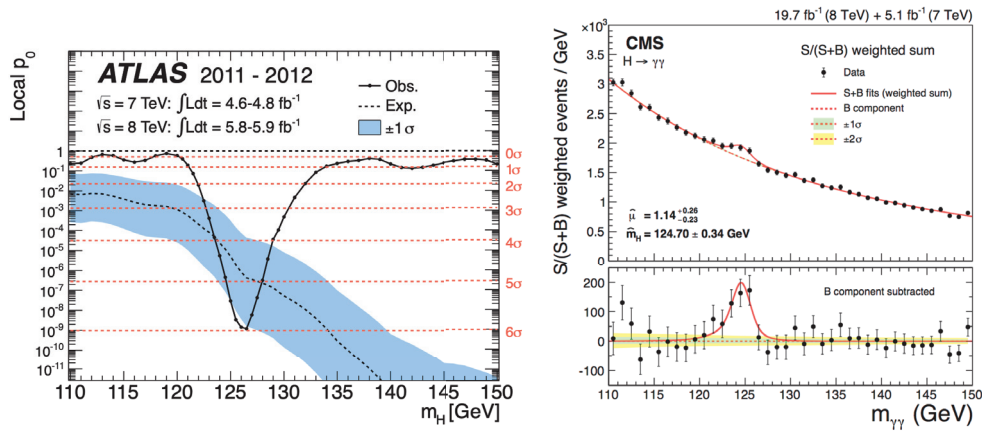 ATLAS 2011 - 2012
√s = 7 TeV: ∫Ldt = 4.6-4.8 fb⁻¹
√s = 8 TeV: ∫Ldt = 5.8-5.9 fb⁻¹
Obs.
Exp.
±1σ
Local p₀
1
10⁻¹
10⁻²
10⁻³
10⁻⁴
10⁻⁵
10⁻⁶
10⁻⁷
10⁻⁸
10⁻⁹
10⁻¹⁰
10⁻¹¹
0σ
1σ
2σ
3σ
4σ
5σ
6σ
110 115 120 125 130 135 140 145 150
m_H [GeV]
19.7 fb⁻¹ (8 TeV) + 5.1 fb⁻¹ (7 TeV)
×10³
S/(S+B) weighted events / GeV
3.5
3
2.5
2
1.5
1
0.5
0
CMS
H → γγ
S/(S+B) weighted sum
Data
S+B fits (weighted sum)
B component
±1σ
±2σ
μ̂ = 1.14 +0.26 −0.23
m̂_H = 124.70 ± 0.34 GeV
200
100
0
-100
B component subtracted
110 115 120 125 130 135 140 145 150
m_γγ (GeV)